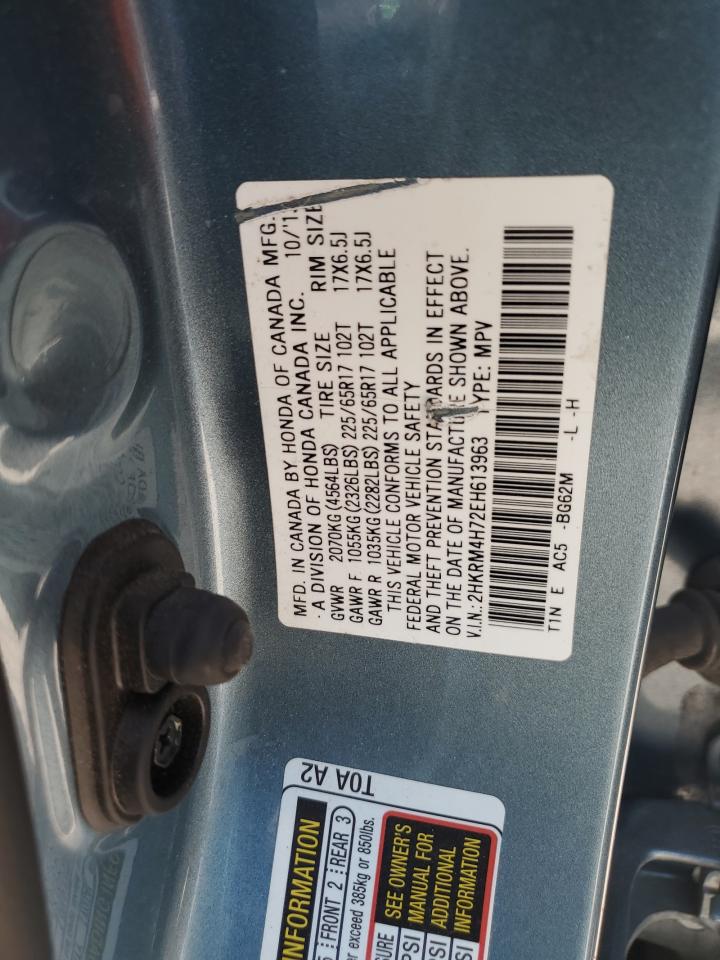 MFD. IN CANADA BY HONDA OF CANADA MFG.
- A DIVISION OF HONDA CANADA INC. 10/'1
GVWR 2070KG(4564LBS) TIRE SIZE RIM SIZE
GAWR F 1055KG(2326LBS) 225/65R17 102T 17X6.5J
GAWR R 1035KG(2282LBS) 225/65R17 102T 17X6.5J
THIS VEHICLE CONFORMS TO ALL APPLICABLE
FEDERAL MOTOR VEHICLE SAFETY
AND THEFT PREVENTION STANDARDS IN EFFECT
ON THE DATE OF MANUFACTURE SHOWN ABOVE.
V.I.N.:2HKRM4H72EH613963 TYPE: MPV
T1N E AC5 -BG62M -L -H
T0A A2
INFORMATION
FRONT 2 REAR 3
exceed 385kg or 850lbs.
SEE OWNER'S
MANUAL FOR
ADDITIONAL
INFORMATION
PSI